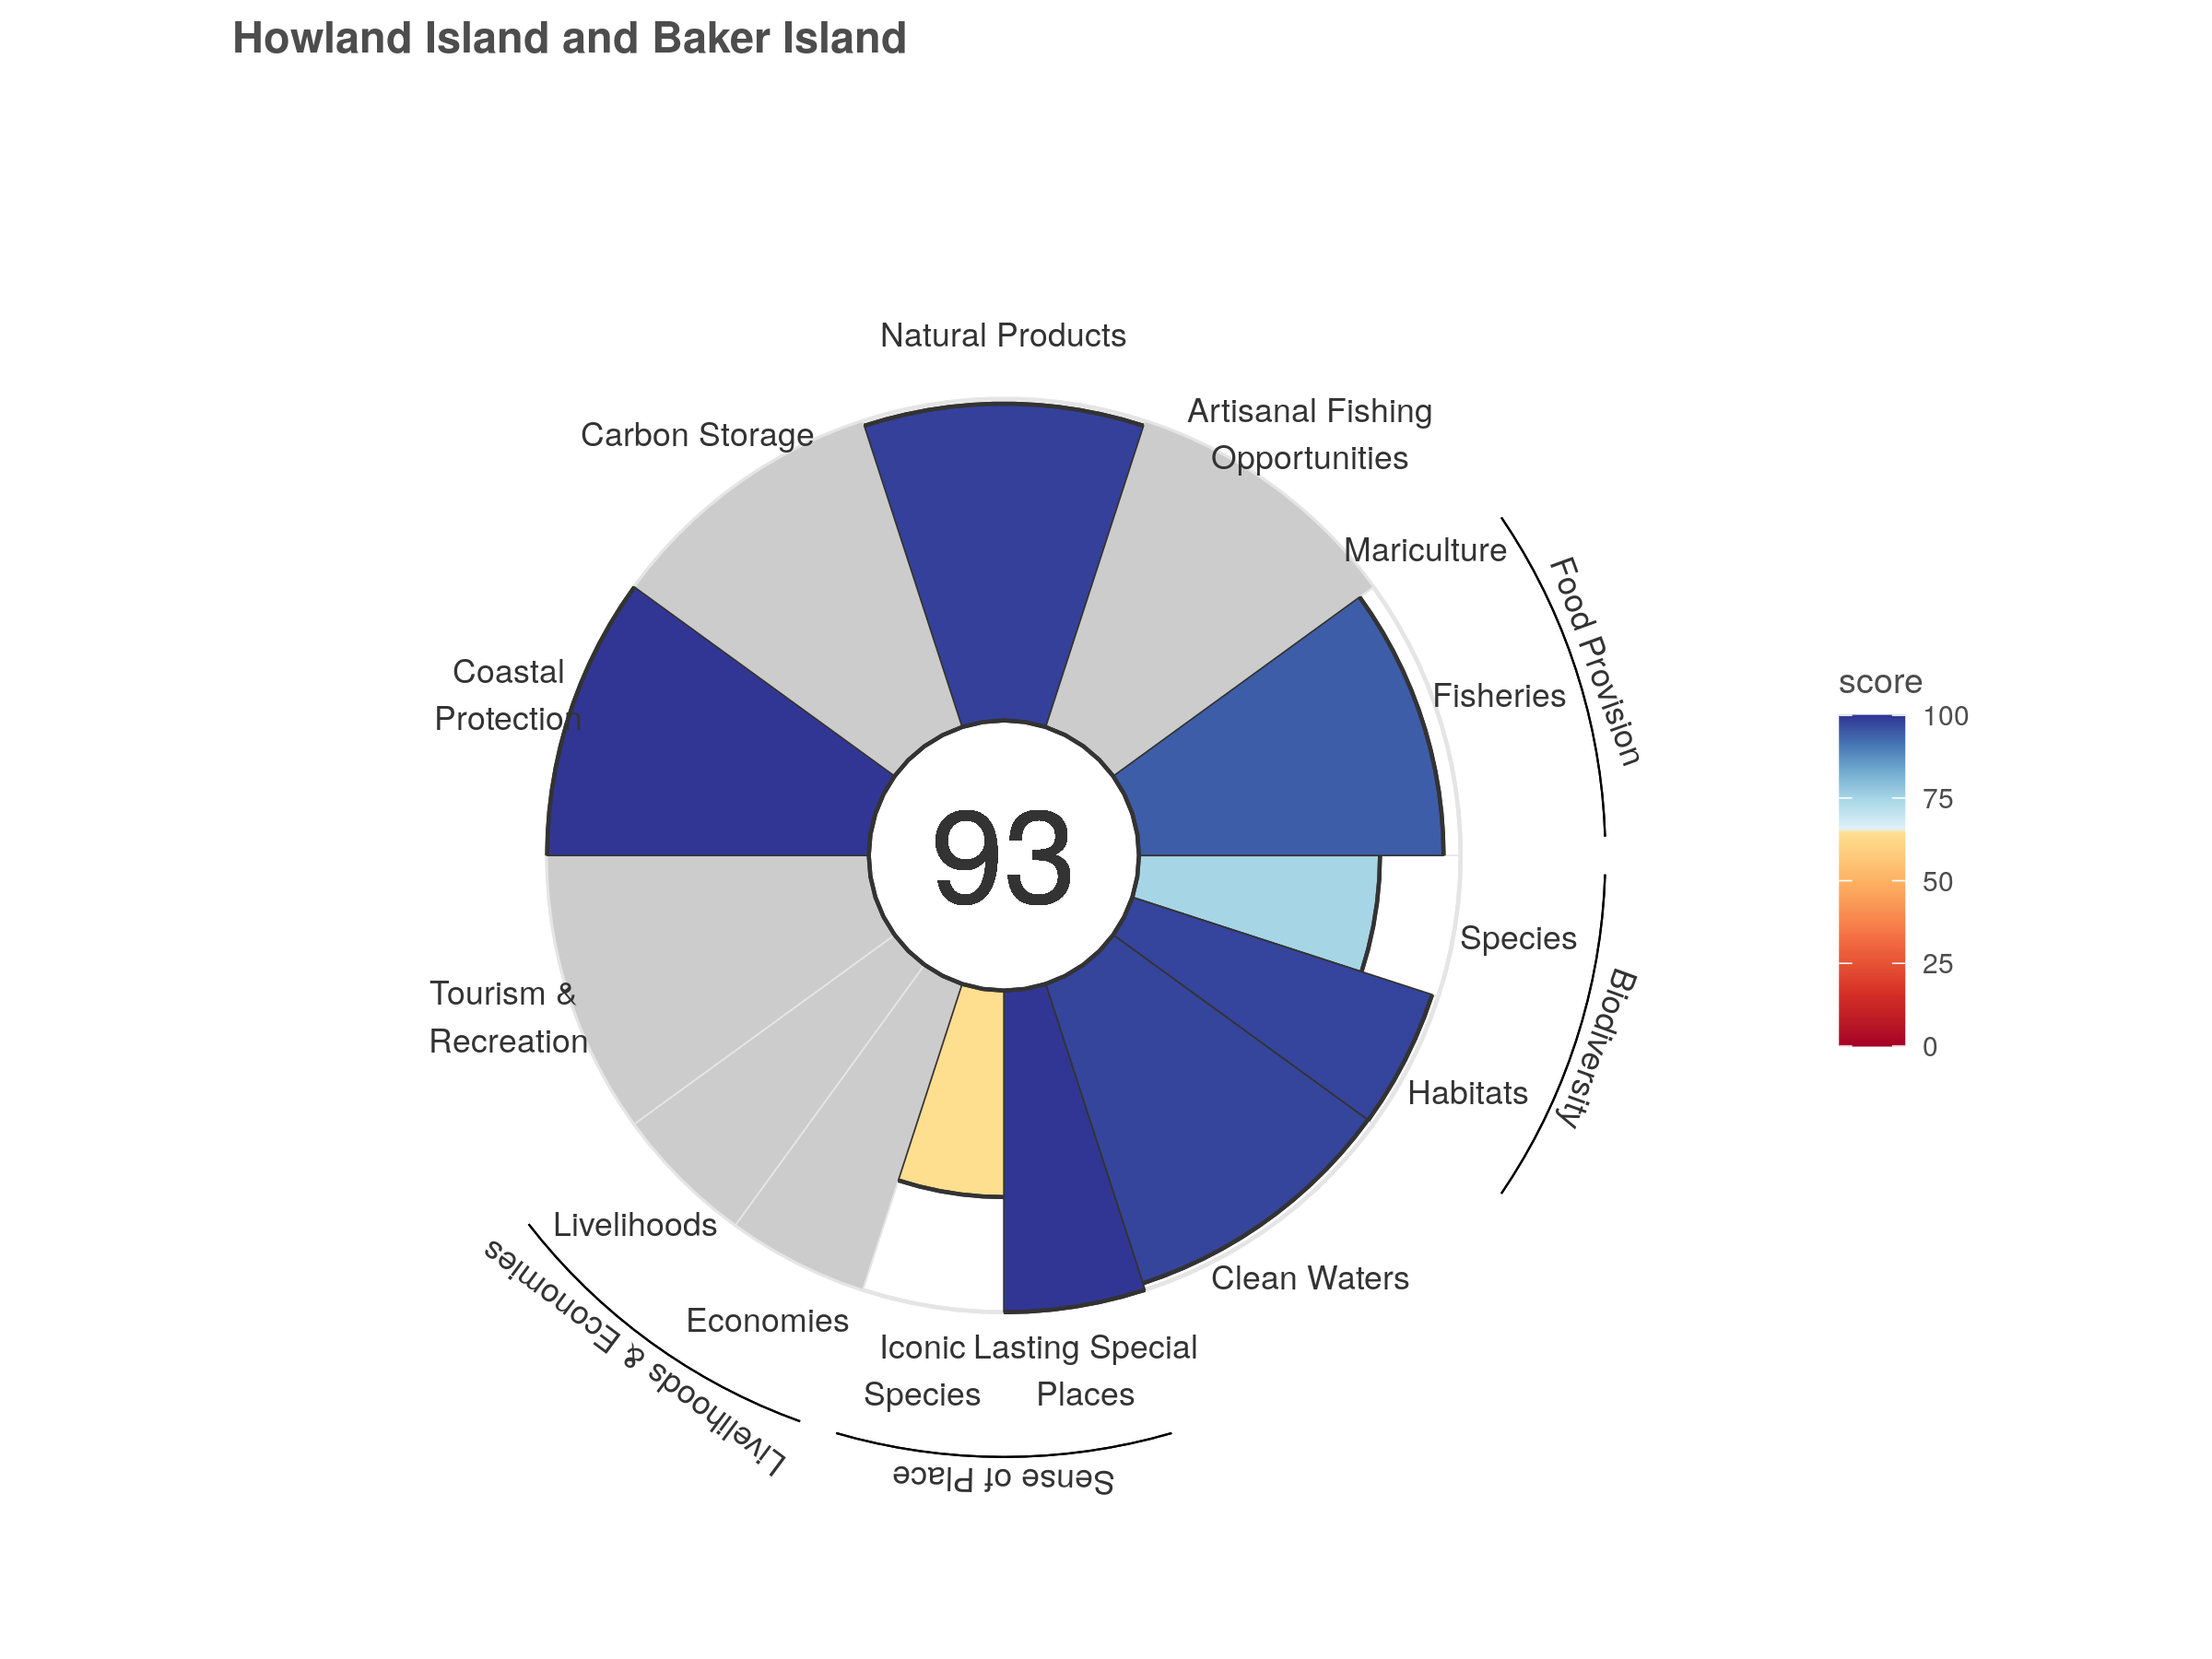 Howland Island and Baker Island
Natural Products
Artisanal Fishing
Opportunities
Carbon Storage
Mariculture
Food Provision
Coastal
Protection
Fisheries
score
100
75
50
25
0
93
Species
Biodiversity
Tourism &
Recreation
Habitats
Livelihoods
Clean Waters
Livelihoods & Economies
Economies
Iconic
Species
Lasting Special
Places
Sense of Place